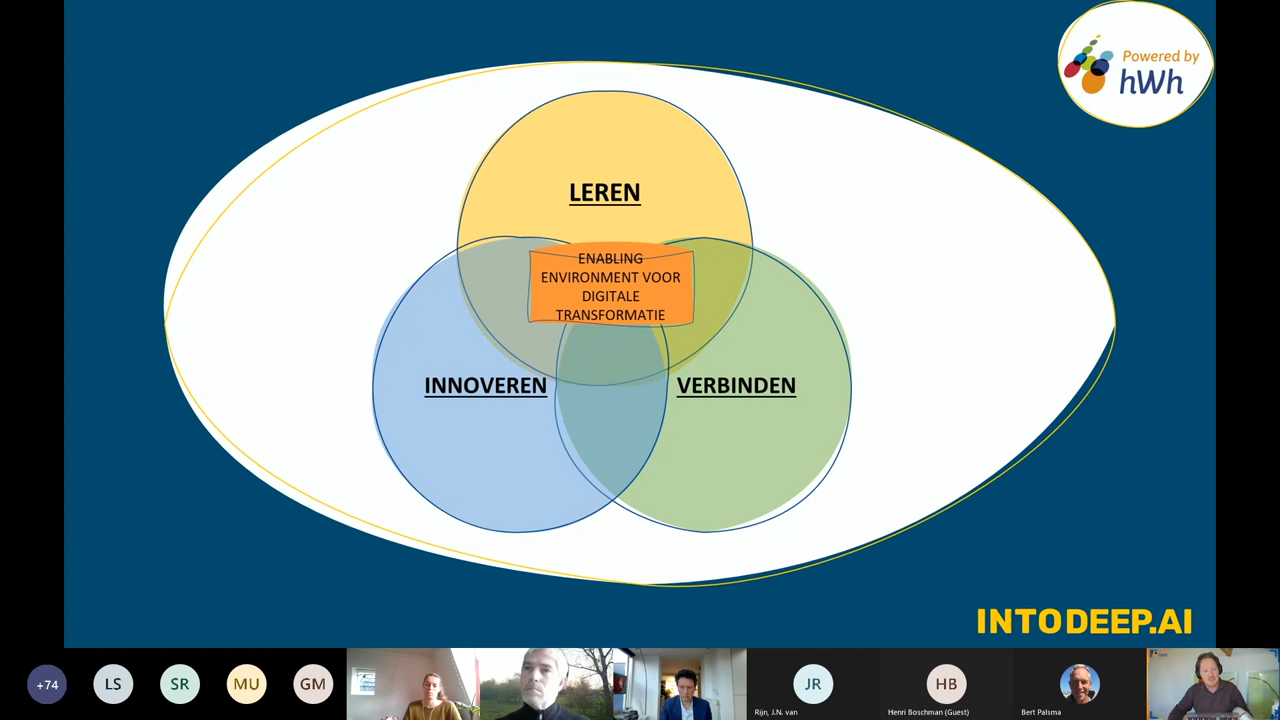 Powered by
hWh
LEREN
ENABLING
ENVIRONMENT VOOR
DIGITALE
TRANSFORMATIE
INNOVEREN
VERBINDEN
INTODEEP.AI
+74
LS
SR
MU
GM
JR
HB
Rijn, J.N. van
Henri Boschman (Guest)
Bert Palsma